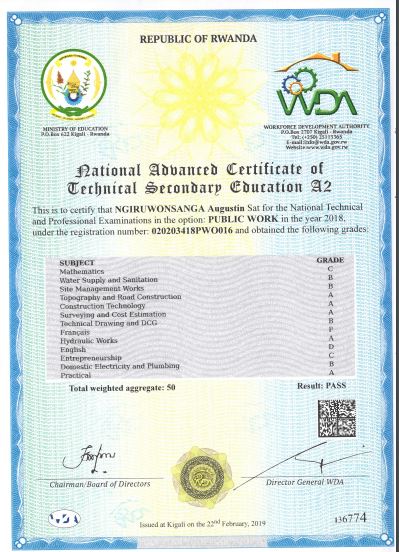 REPUBLIC OF RWANDA
MINISTRY OF EDUCATION
P.O.Box 622 Kigali - Rwanda
WDA
WORKFORCE DEVELOPMENT AUTHORITY
P.O.Box 2707 Kigali - Rwanda
Tel: (+250) 25113365
E-mail:info@wda.gov.rw
Website:www.wda.gov.rw
National Advanced Certificate of
Technical Secondary Education A2
This is to certify that NGIRUWONSANGA Augustin Sat for the National Technical
and Professional Examinations in the option: PUBLIC WORK in the year 2018,
under the registration number: 020203418PWO016 and obtained the following grades:
SUBJECT GRADE
Mathematics C
Water Supply and Sanitation B
Site Management Works B
Topography and Road Construction A
Construction Technology A
Surveying and Cost Estimation A
Technical Drawing and DCG B
Français F
Hydraulic Works A
English D
Entrepreneurship C
Domestic Electricity and Plumbing B
Practical A
Total weighted aggregate: 50 Result: PASS
Chairman/Board of Directors
Director General WDA
WDA
Issued at Kigali on the 22nd February, 2019
136774